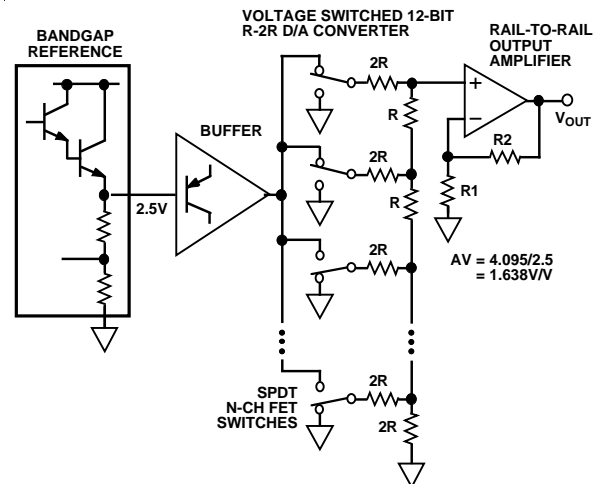 VOLTAGE SWITCHED 12-BIT
R-2R D/A CONVERTER
BANDGAP
REFERENCE
RAIL-TO-RAIL
OUTPUT
AMPLIFIER
2R
+
−
VOUT
R
BUFFER
R2
2R
R1
2.5V
R
AV = 4.095/2.5
= 1.638V/V
2R
SPDT
N-CH FET
SWITCHES
2R
2R